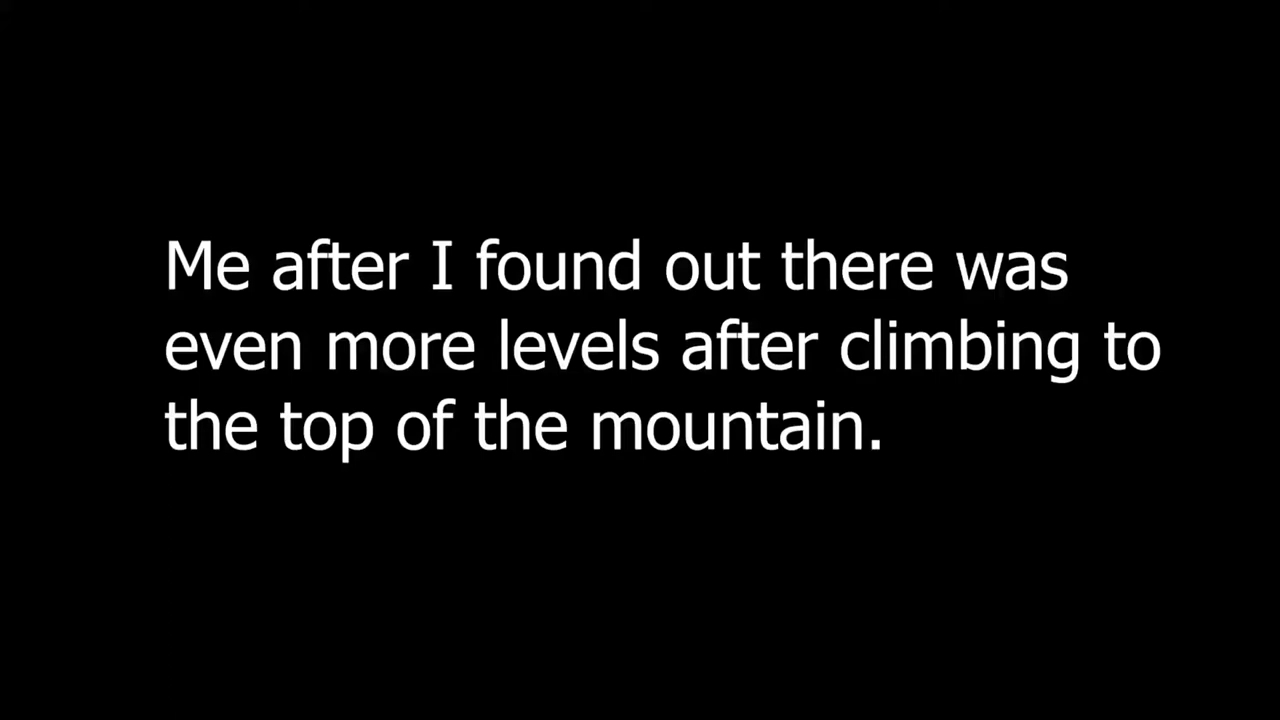 Me after I found out there was
even more levels after climbing to
the top of the mountain.